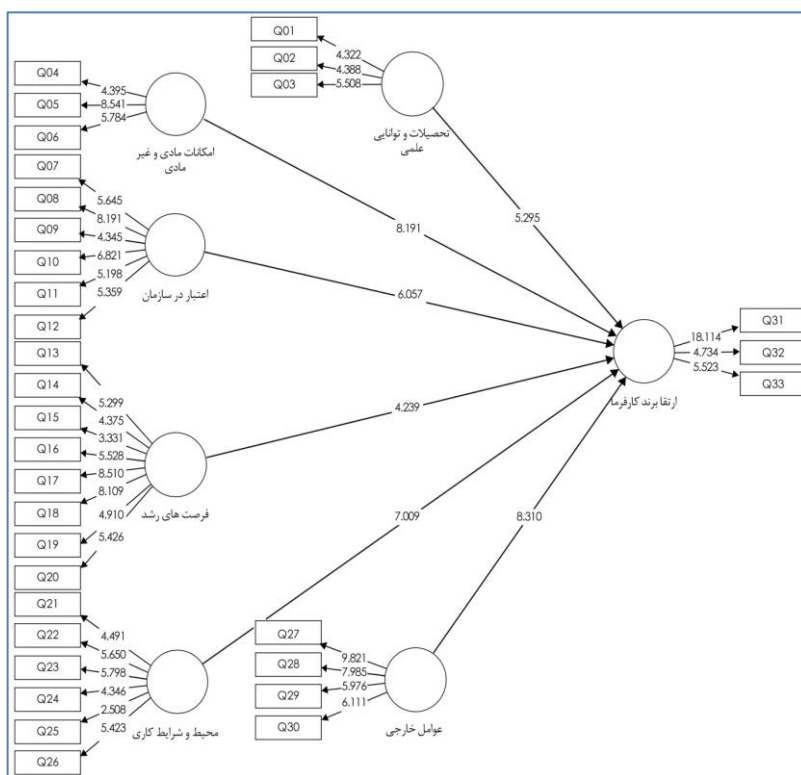 Q01
4.322
Q02
4.388
Q03
5.508
تحصیلات و توانایی
علمی
Q04
4.395
Q05
8.541
Q06
5.784
امکانات مادی و غیر
مادی
Q07
5.645
Q08
8.191
Q09
4.345
Q10
6.821
Q11
5.198
Q12
5.359
اعتبار در سازمان
Q13
5.299
Q14
4.375
Q15
3.331
Q16
5.528
Q17
8.510
Q18
8.109
Q19
4.910
Q20
5.426
فرصت های رشد
Q21
4.491
Q22
5.650
Q23
5.798
Q24
4.346
Q25
2.508
Q26
5.423
محیط و شرایط کاری
Q27
9.821
Q28
7.985
Q29
5.976
Q30
6.111
عوامل خارجی
5.295
8.191
6.057
4.239
7.009
8.310
ارتقا برند کارفرما
18.114
Q31
4.734
Q32
5.523
Q33